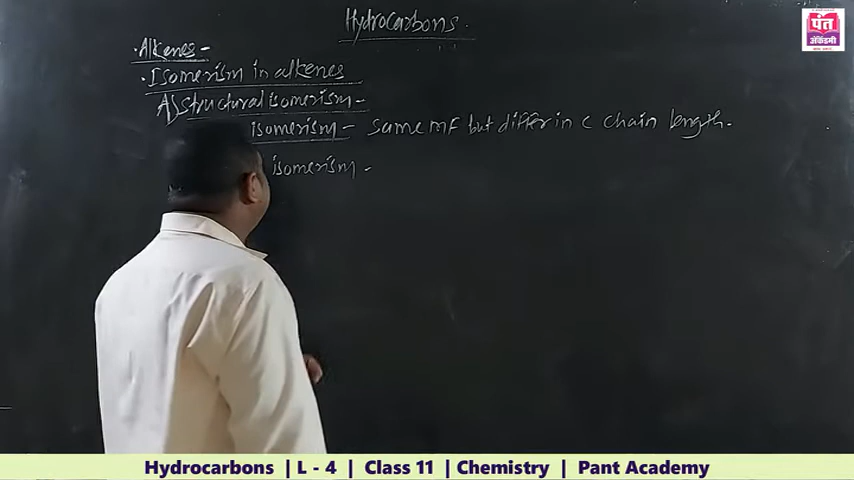 Hydrocarbons.
पंत
अ‍ॅकॅडमी
· Alkenes -
· Isomerism in alkenes
A) Structural isomerism -
isomerism - same MF but differ in C chain length.
isomerism -
Hydrocarbons | L - 4 | Class 11 | Chemistry | Pant Academy